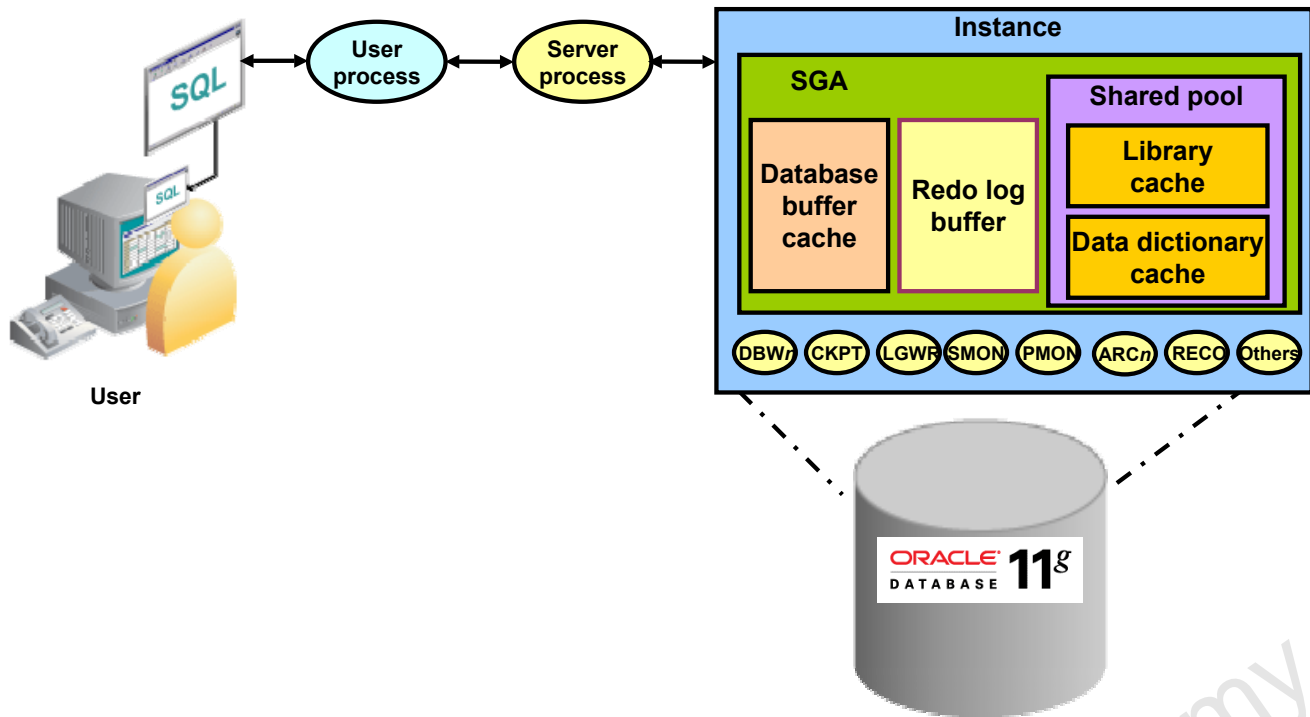 SQL
SQL
User
User
process
Server
process
Instance
SGA
Database
buffer
cache
Redo log
buffer
Shared pool
Library
cache
Data dictionary
cache
DBWn
CKPT
LGWR
SMON
PMON
ARCn
RECO
Others
ORACLE®
DATABASE
11g